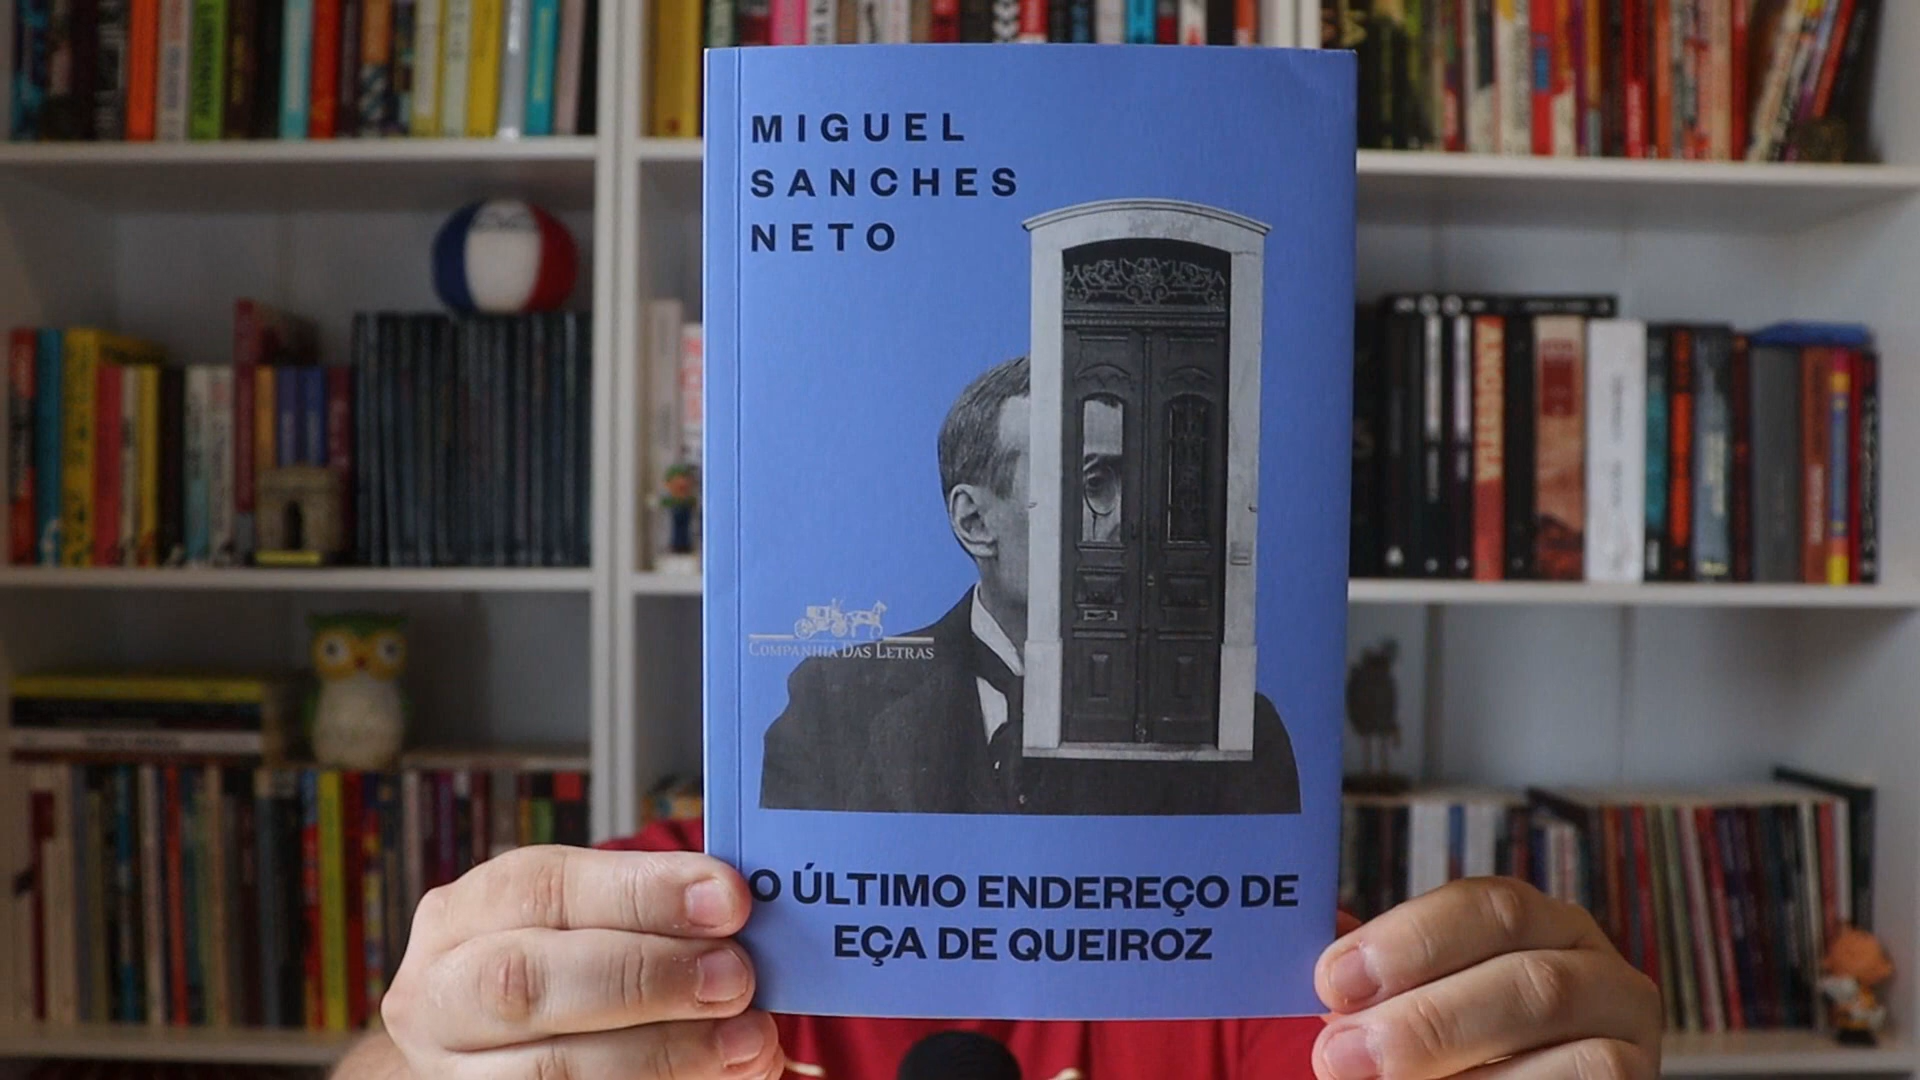 MIGUEL
SANCHES
NETO
COMPANHIA DAS LETRAS
O ÚLTIMO ENDEREÇO DE
EÇA DE QUEIROZ